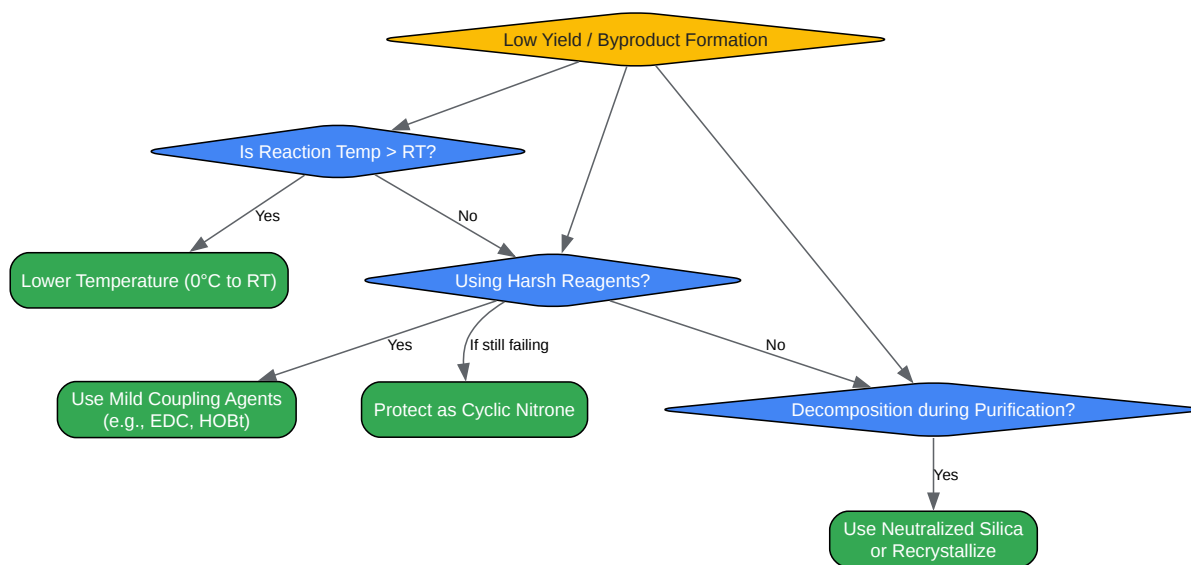 Low Yield / Byproduct Formation
Is Reaction Temp > RT?
Yes
No
Lower Temperature (0°C to RT)
Using Harsh Reagents?
Yes
If still failing
No
Use Mild Coupling Agents
(e.g., EDC, HOBt)
Protect as Cyclic Nitrone
Decomposition during Purification?
Yes
Use Neutralized Silica
or Recrystallize